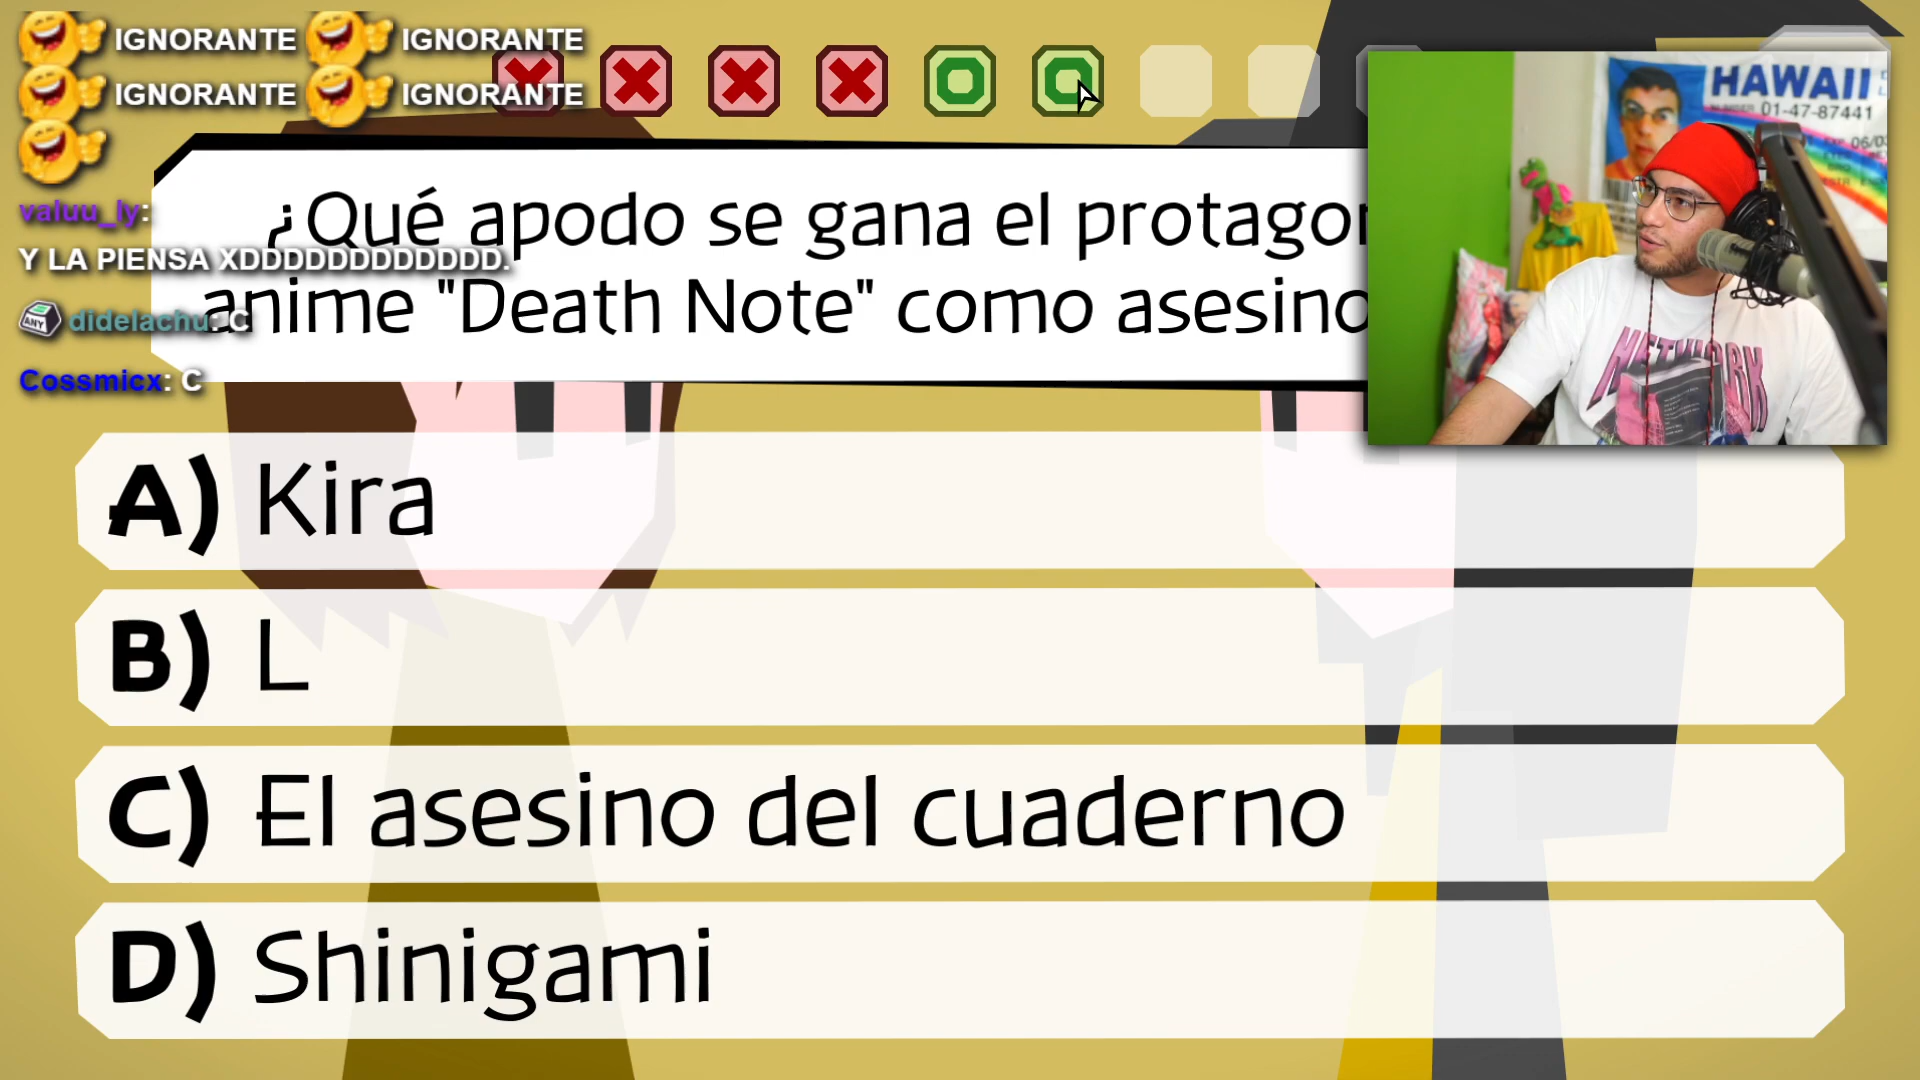 IGNORANTE IGNORANTE
IGNORANTE IGNORANTE
valuu_ly:
Y LA PIENSA XDDDDDDDDDDDDD.
ANY didelachu: C
Cossmicx: C
¿Qué apodo se gana el protagon
anime "Death Note" como asesino
HAWAII
01-47-87441
A) Kira
B) L
C) El asesino del cuaderno
D) Shinigami